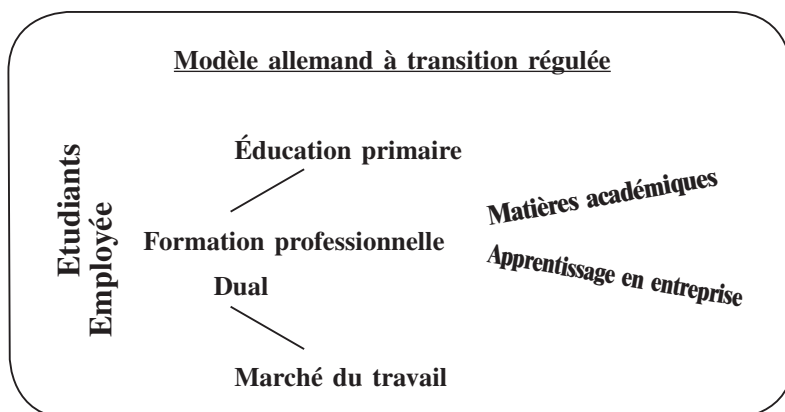 Modèle allemand à transition régulée
Etudiants
Employée
Éducation primaire
Formation professionnelle
Dual
Marché du travail
Matières académiques
Apprentissage en entreprise